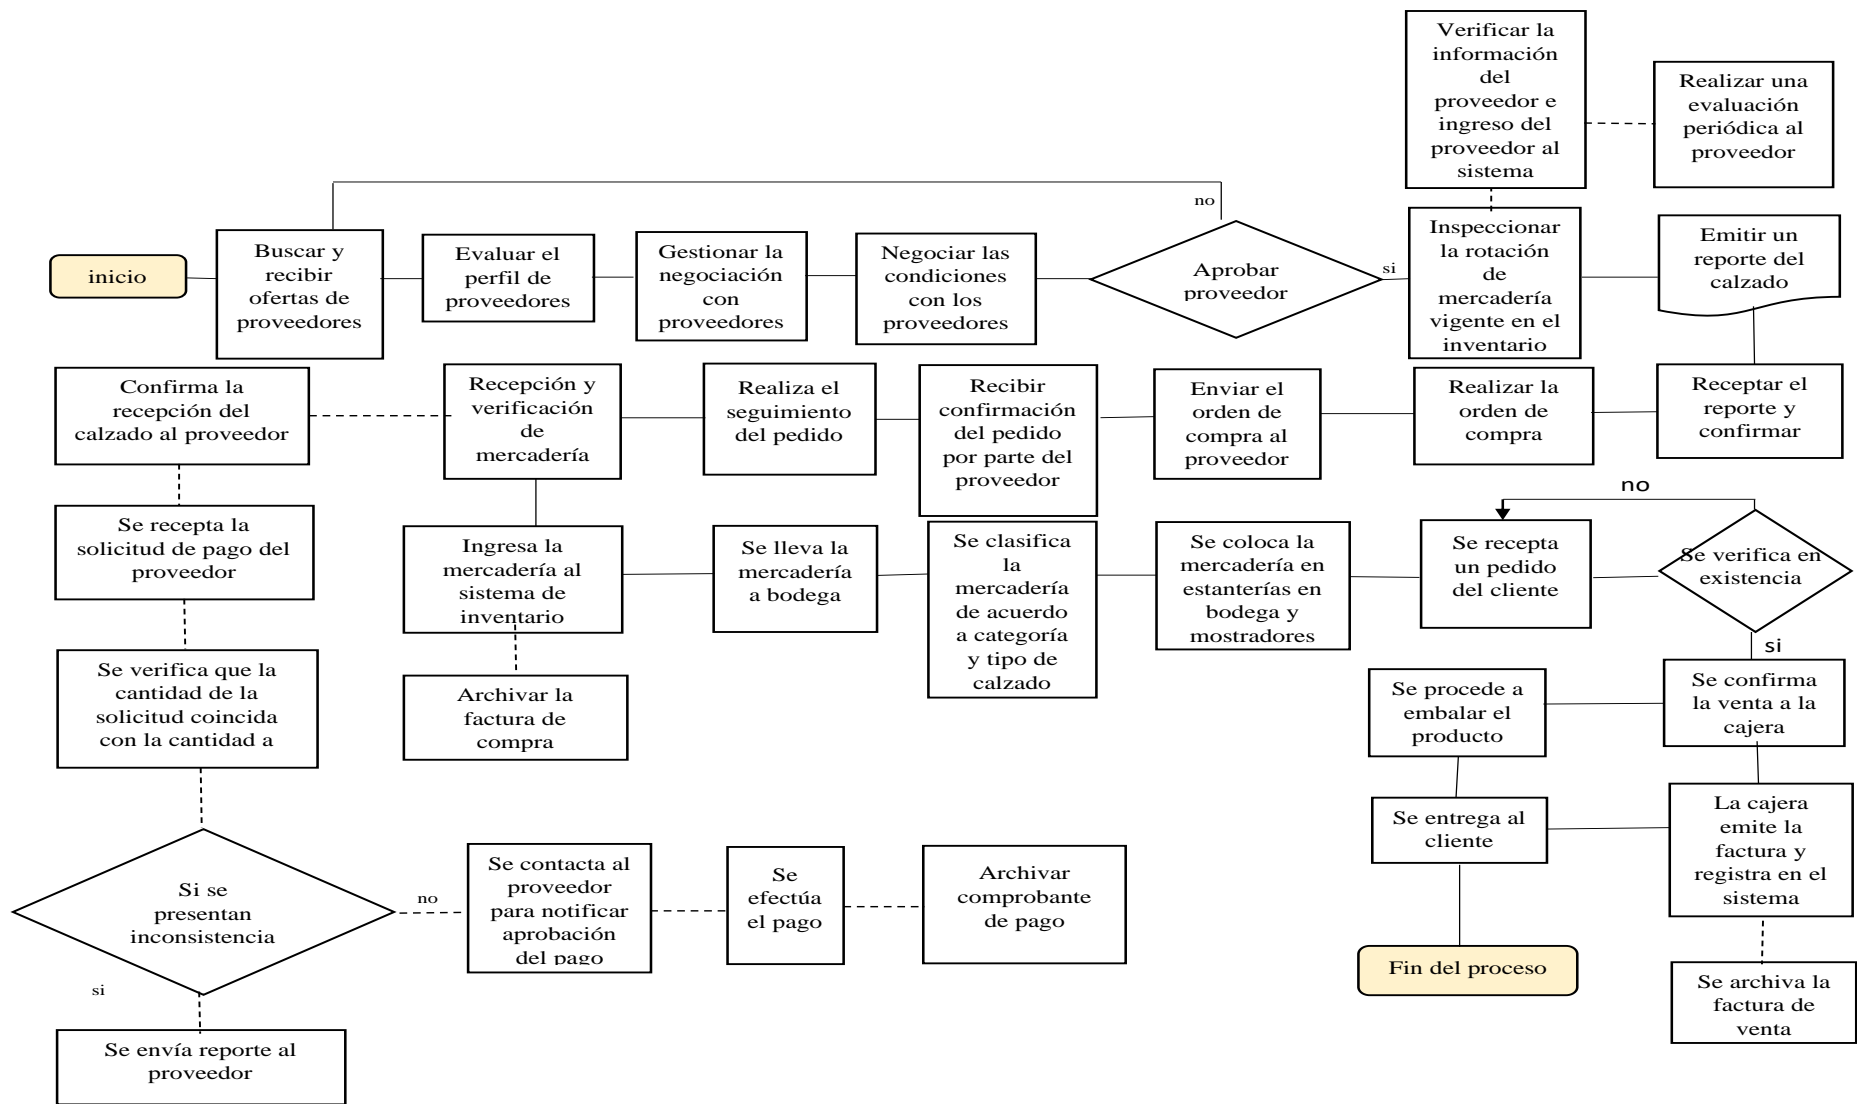 Verificar la
información
del
proveedor e
ingreso del
proveedor al
sistema
Realizar una
evaluación
periódica al
proveedor
no
inicio
Buscar y
recibir
ofertas de
proveedores
Evaluar el
perfil de
proveedores
Gestionar la
negociación
con
proveedores
Negociar las
condiciones
con los
proveedores
Aprobar
proveedor
si
Inspeccionar
la rotación
de
mercadería
vigente en el
inventario
Emitir un
reporte del
calzado
Confirma la
recepción del
calzado al proveedor
Recepción y
verificación
de
mercadería
Realiza el
seguimiento
del pedido
Recibir
confirmación
del pedido
por parte del
proveedor
Enviar el
orden de
compra al
proveedor
Realizar la
orden de
compra
Receptar el
reporte y
confirmar
no
Se recepta la
solicitud de pago del
proveedor
Ingresa la
mercadería al
sistema de
inventario
Se lleva la
mercadería
a bodega
Se clasifica
la
mercadería
de acuerdo
a categoría
y tipo de
calzado
Se coloca la
mercadería en
estanterías en
bodega y
mostradores
Se recepta
un pedido
del cliente
Se verifica en
existencia
si
Se verifica que la
cantidad de la
solicitud coincida
con la cantidad a
Archivar la
factura de
compra
Se procede a
embalar el
producto
Se confirma
la venta a la
cajera
Se entrega al
cliente
La cajera
emite la
factura y
registra en el
sistema
Si se
presentan
inconsistencia
no
Se contacta al
proveedor
para notificar
aprobación
del pago
Se
efectúa
el pago
Archivar
comprobante
de pago
Fin del proceso
si
Se archiva la
factura de
venta
Se envía reporte al
proveedor